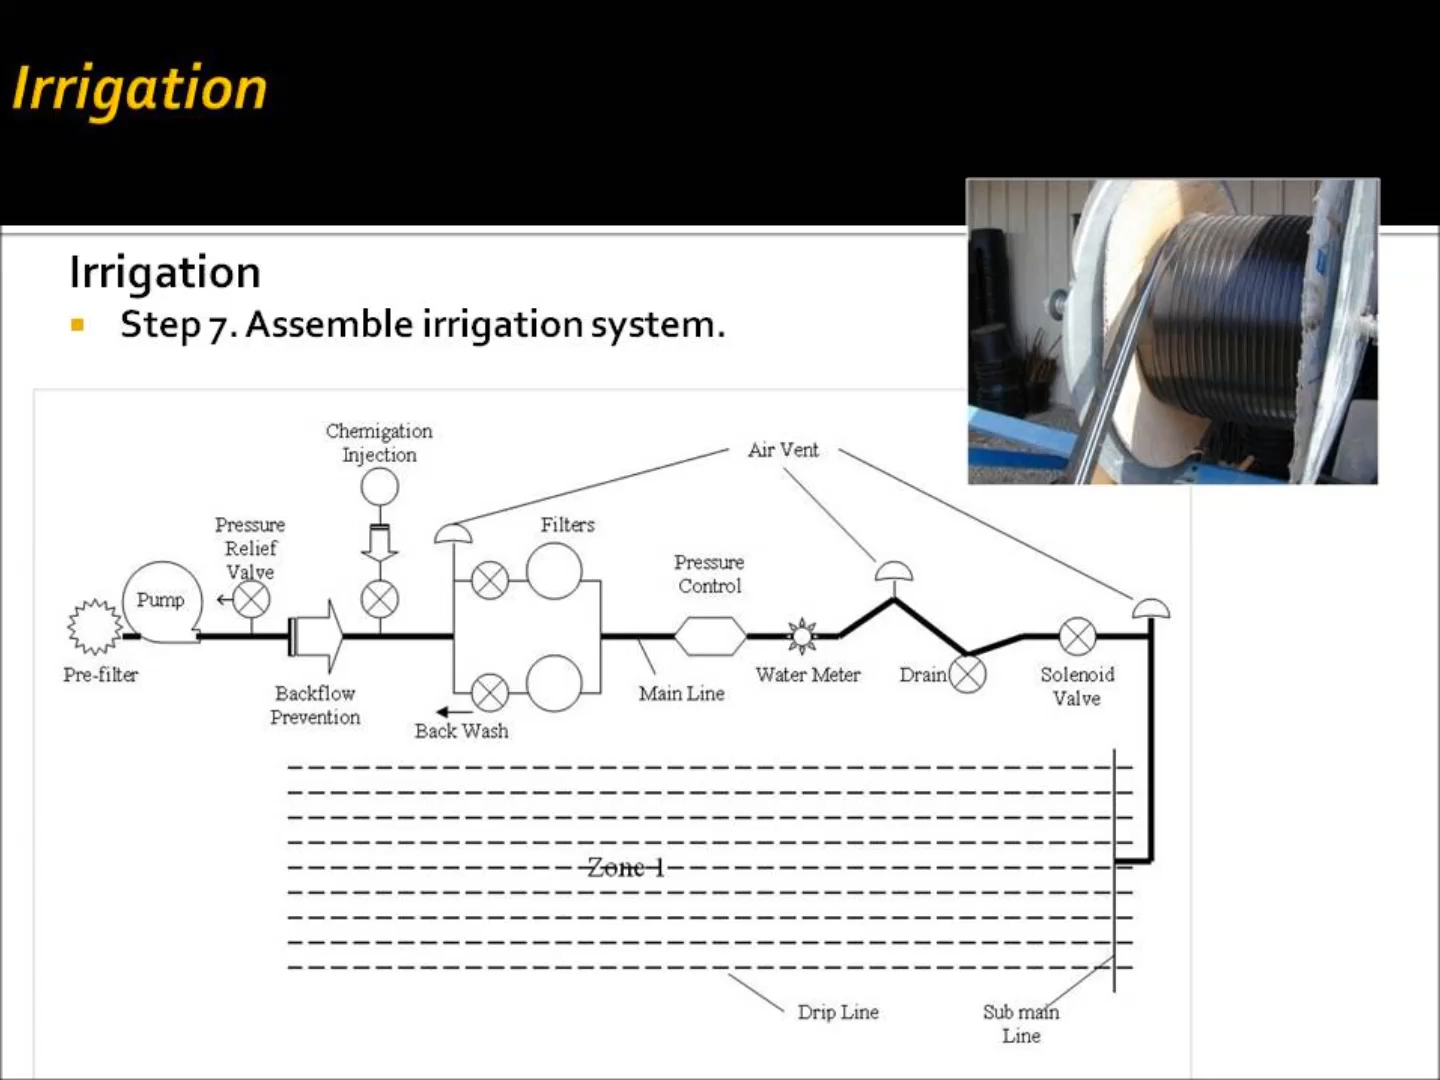 Irrigation
Irrigation
Step 7. Assemble irrigation system.
Chemigation
Injection
Air Vent
Pressure
Relief
Valve
Filters
Pressure
Control
Pump
Pre-filter
Backflow
Prevention
Back Wash
Main Line
Water Meter
Drain
Solenoid
Valve
Zone 1
Drip Line
Sub main
Line